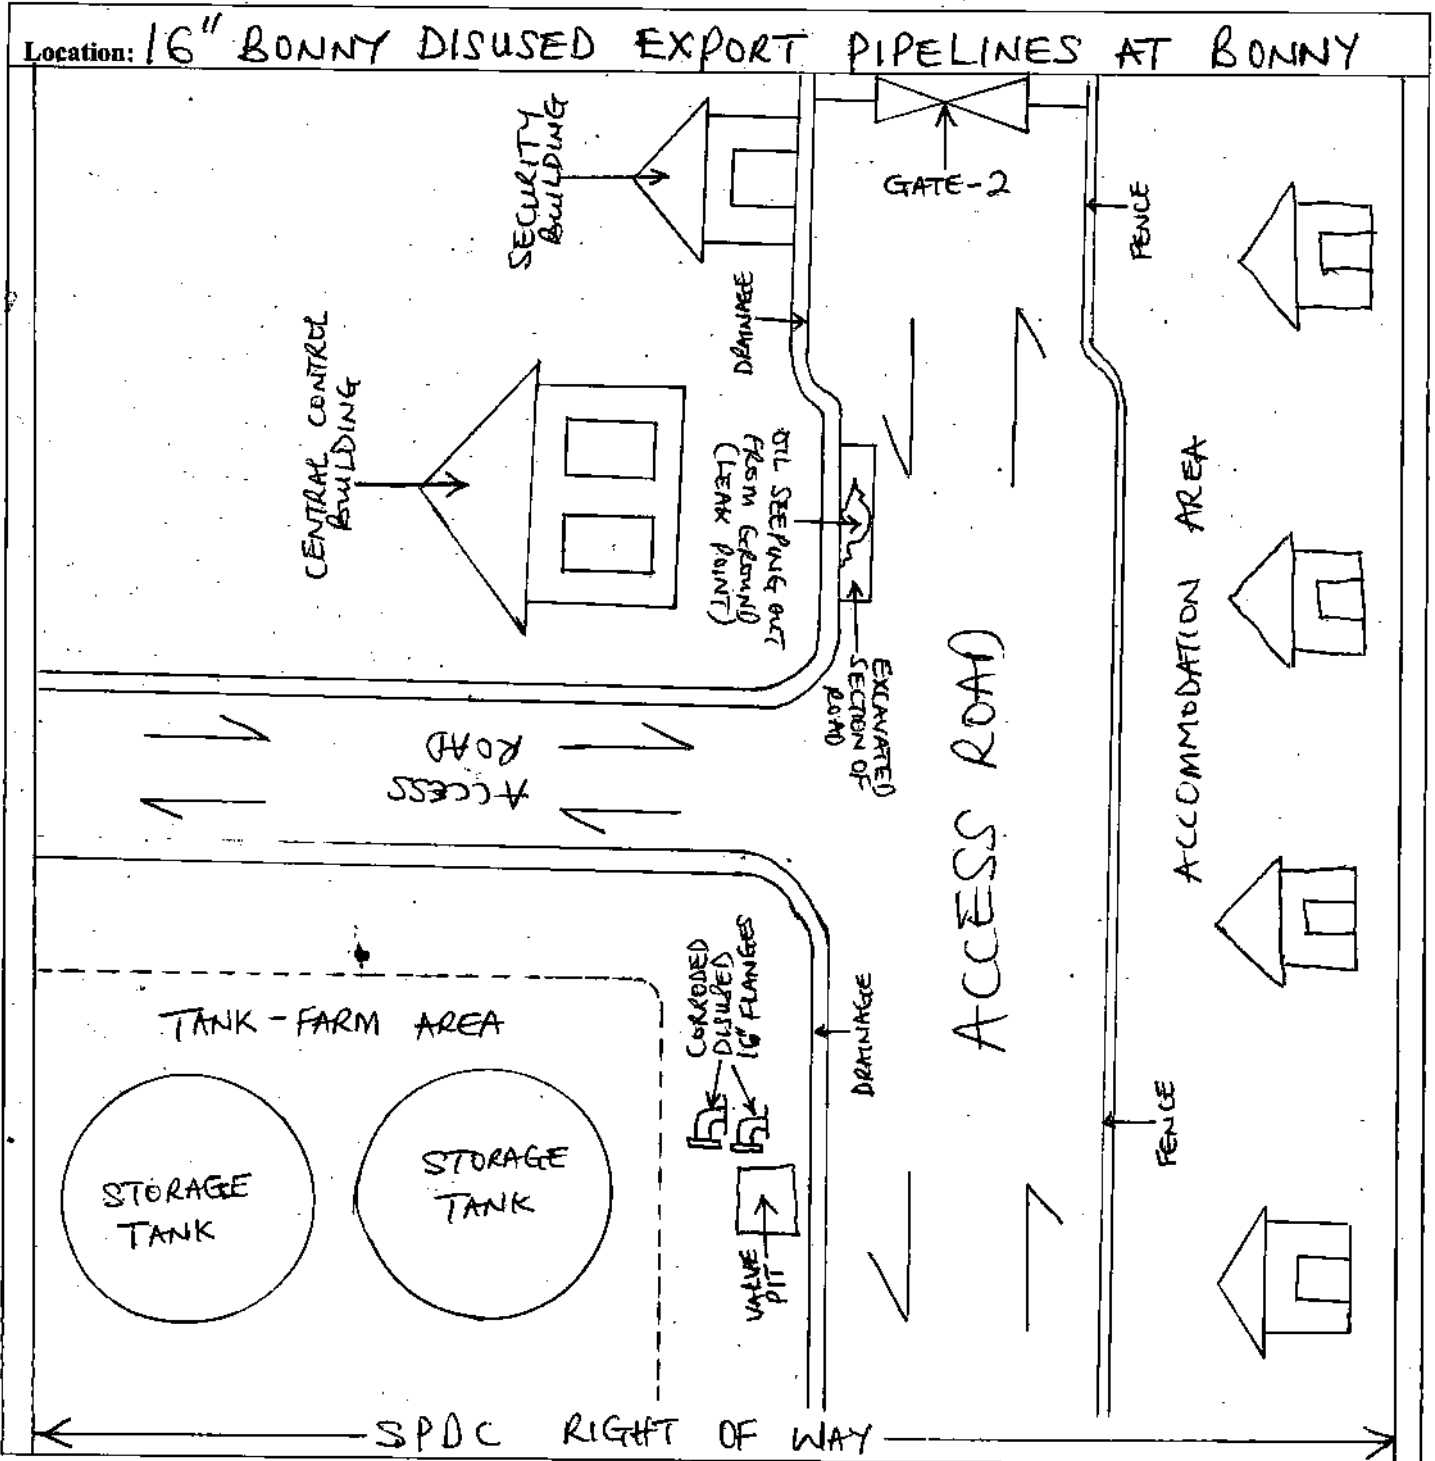 Location: 16" BONNY DISUSED EXPORT PIPELINES AT BONNY
SECURITY
BUILDING
GATE-2
FENCE
DRAINAGE
CENTRAL CONTROL
BUILDING
OIL SEEPING OUT
FROM GROUND
(LEAK POINT)
EXCAVATED
SECTION OF
ROAD
ACCESS ROAD
ACCOMMODATION AREA
ACCESS
ROAD
TANK-FARM AREA
CORRODED
DISUSED
16" FLANGES
DRAINAGE
STORAGE
TANK
STORAGE
TANK
VALVE
PIT
FENCE
SPDC RIGHT OF WAY